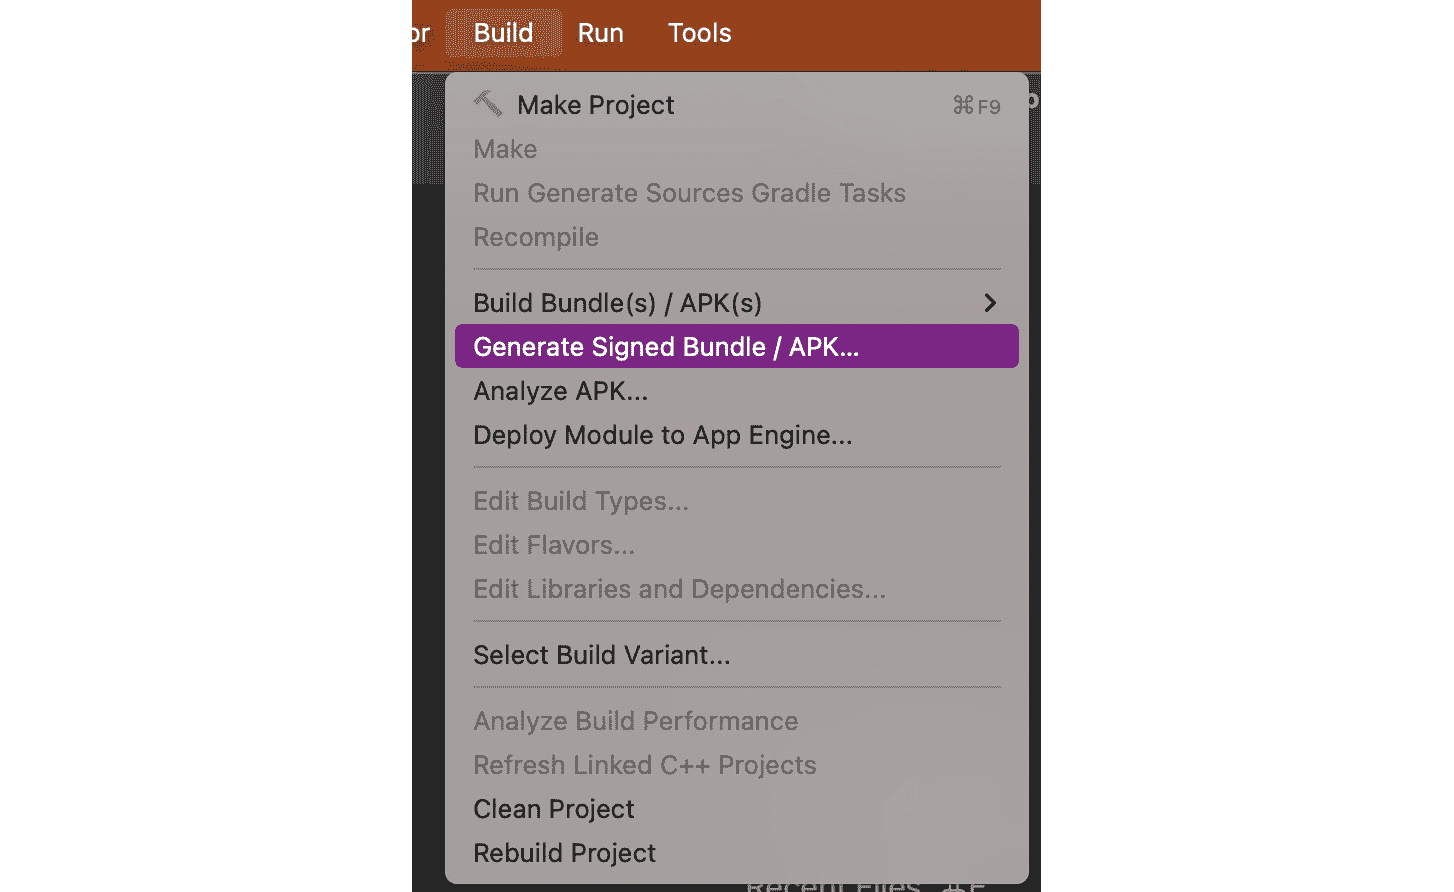 Build Run Tools
Make Project ⌘F9
Make
Run Generate Sources Gradle Tasks
Recompile
Build Bundle(s) / APK(s)
Generate Signed Bundle / APK...
Analyze APK...
Deploy Module to App Engine...
Edit Build Types...
Edit Flavors...
Edit Libraries and Dependencies...
Select Build Variant...
Analyze Build Performance
Refresh Linked C++ Projects
Clean Project
Rebuild Project
Recent Files